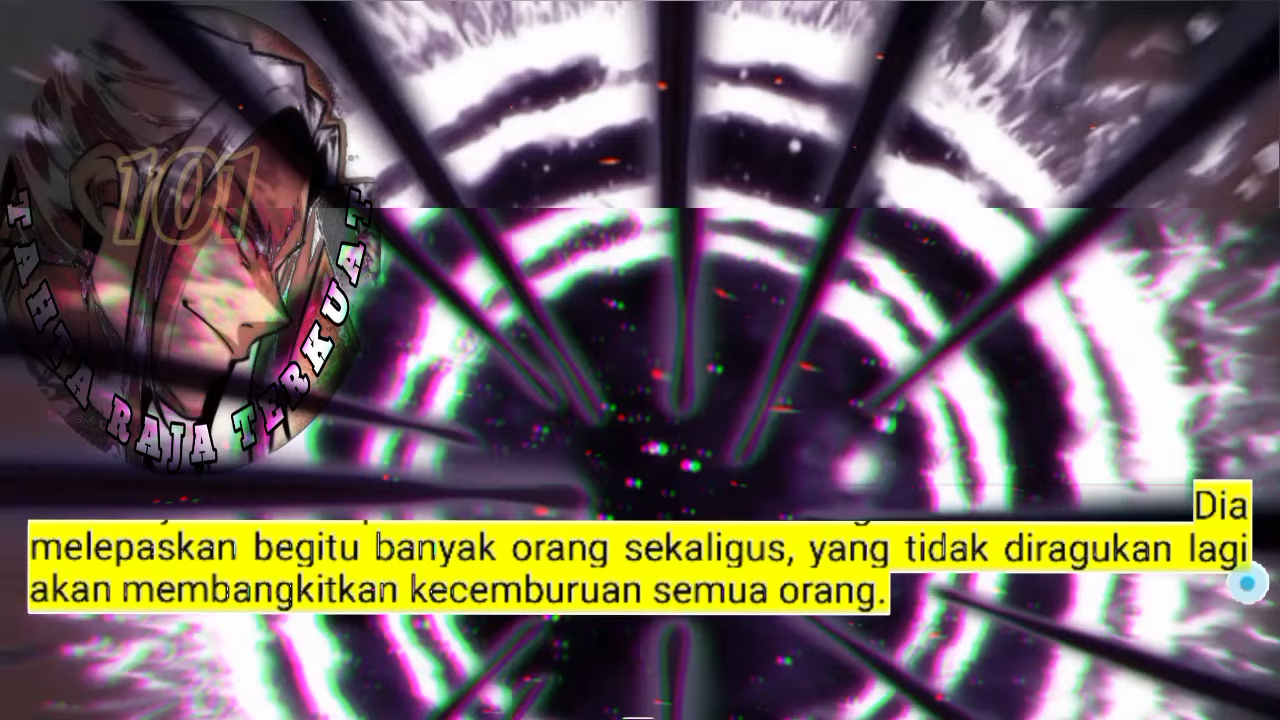 101
TAHTA RAJA TERKUAT
Dia
melepaskan begitu banyak orang sekaligus, yang tidak diragukan lagi
akan membangkitkan kecemburuan semua orang.